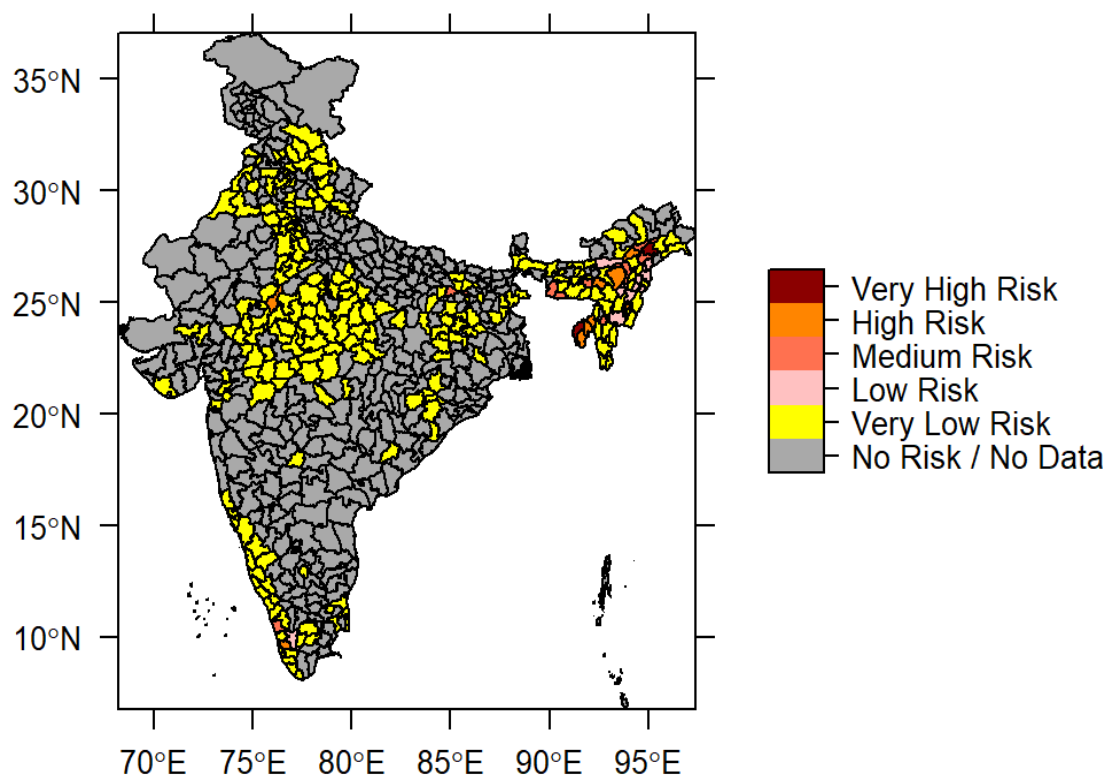 35°N
30°N
25°N
20°N
15°N
10°N
70°E 75°E 80°E 85°E 90°E 95°E
Very High Risk
High Risk
Medium Risk
Low Risk
Very Low Risk
No Risk / No Data